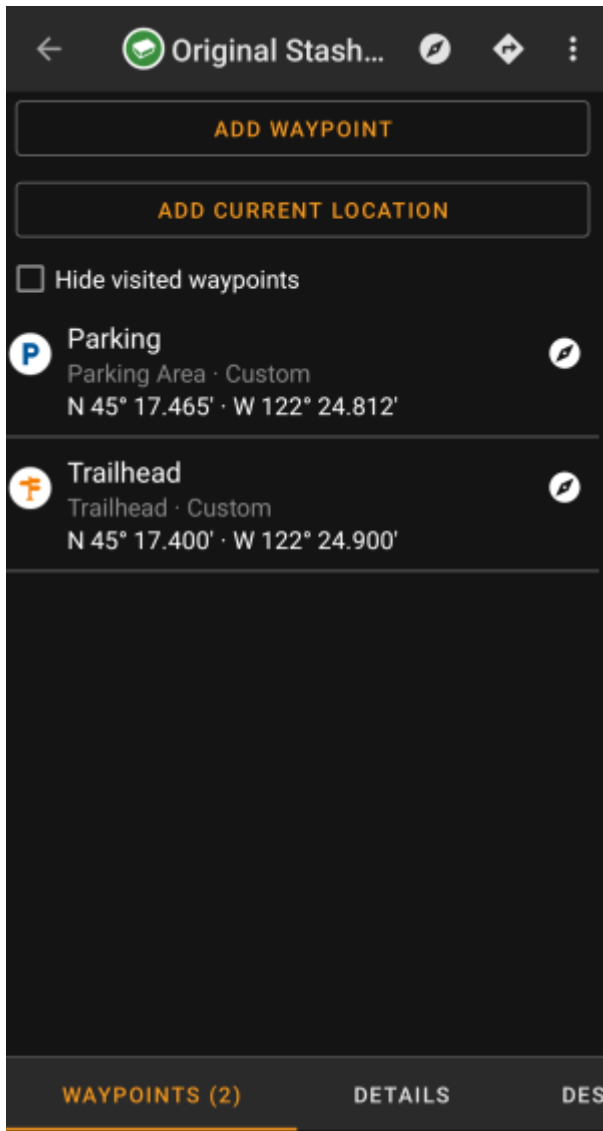 Original Stash...
ADD WAYPOINT
ADD CURRENT LOCATION
Hide visited waypoints
P
Parking
Parking Area · Custom
N 45° 17.465' · W 122° 24.812'
Trailhead
Trailhead · Custom
N 45° 17.400' · W 122° 24.900'
WAYPOINTS (2) DETAILS DES